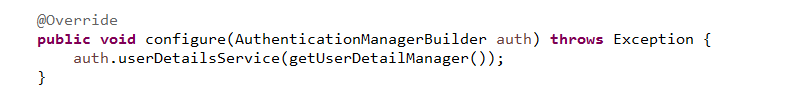 @Override
public void configure(AuthenticationManagerBuilder auth) throws Exception {
    auth.userDetailsService(getUserDetailManager());
}